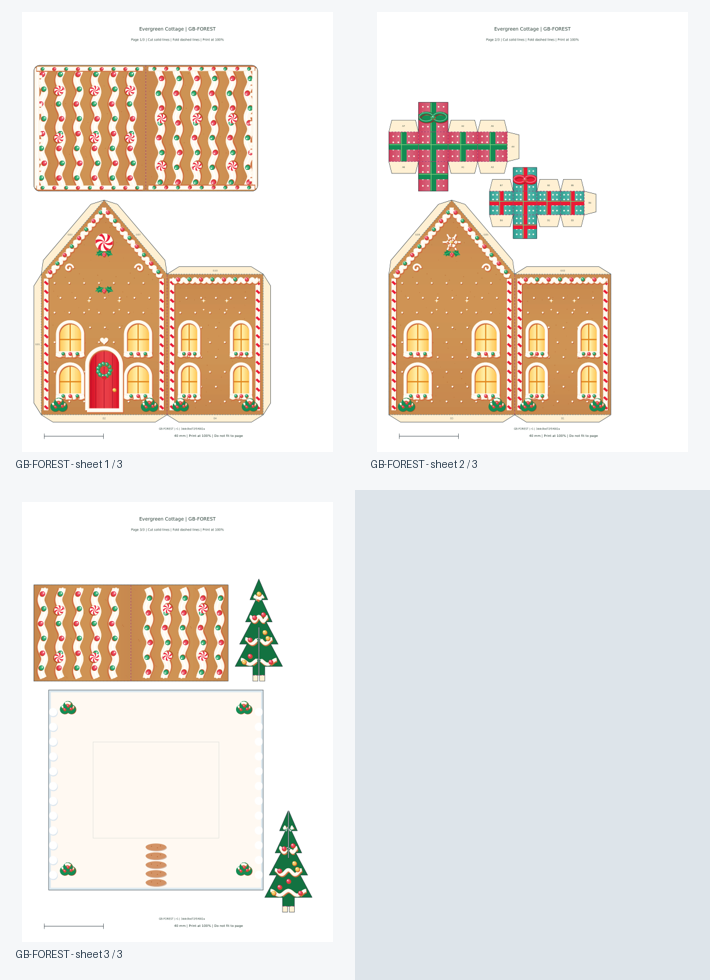 Evergreen Cottage | GB-FOREST
Page 1/3 | Cut solid lines | Fold dashed lines | Print at 100%
90 mm | Print at 100% | Do not fit to page
GB-FOREST - sheet 1 / 3
Evergreen Cottage | GB-FOREST
Page 2/3 | Cut solid lines | Fold dashed lines | Print at 100%
90 mm | Print at 100% | Do not fit to page
GB-FOREST - sheet 2 / 3
Evergreen Cottage | GB-FOREST
Page 3/3 | Cut solid lines | Fold dashed lines | Print at 100%
90 mm | Print at 100% | Do not fit to page
GB-FOREST - sheet 3 / 3